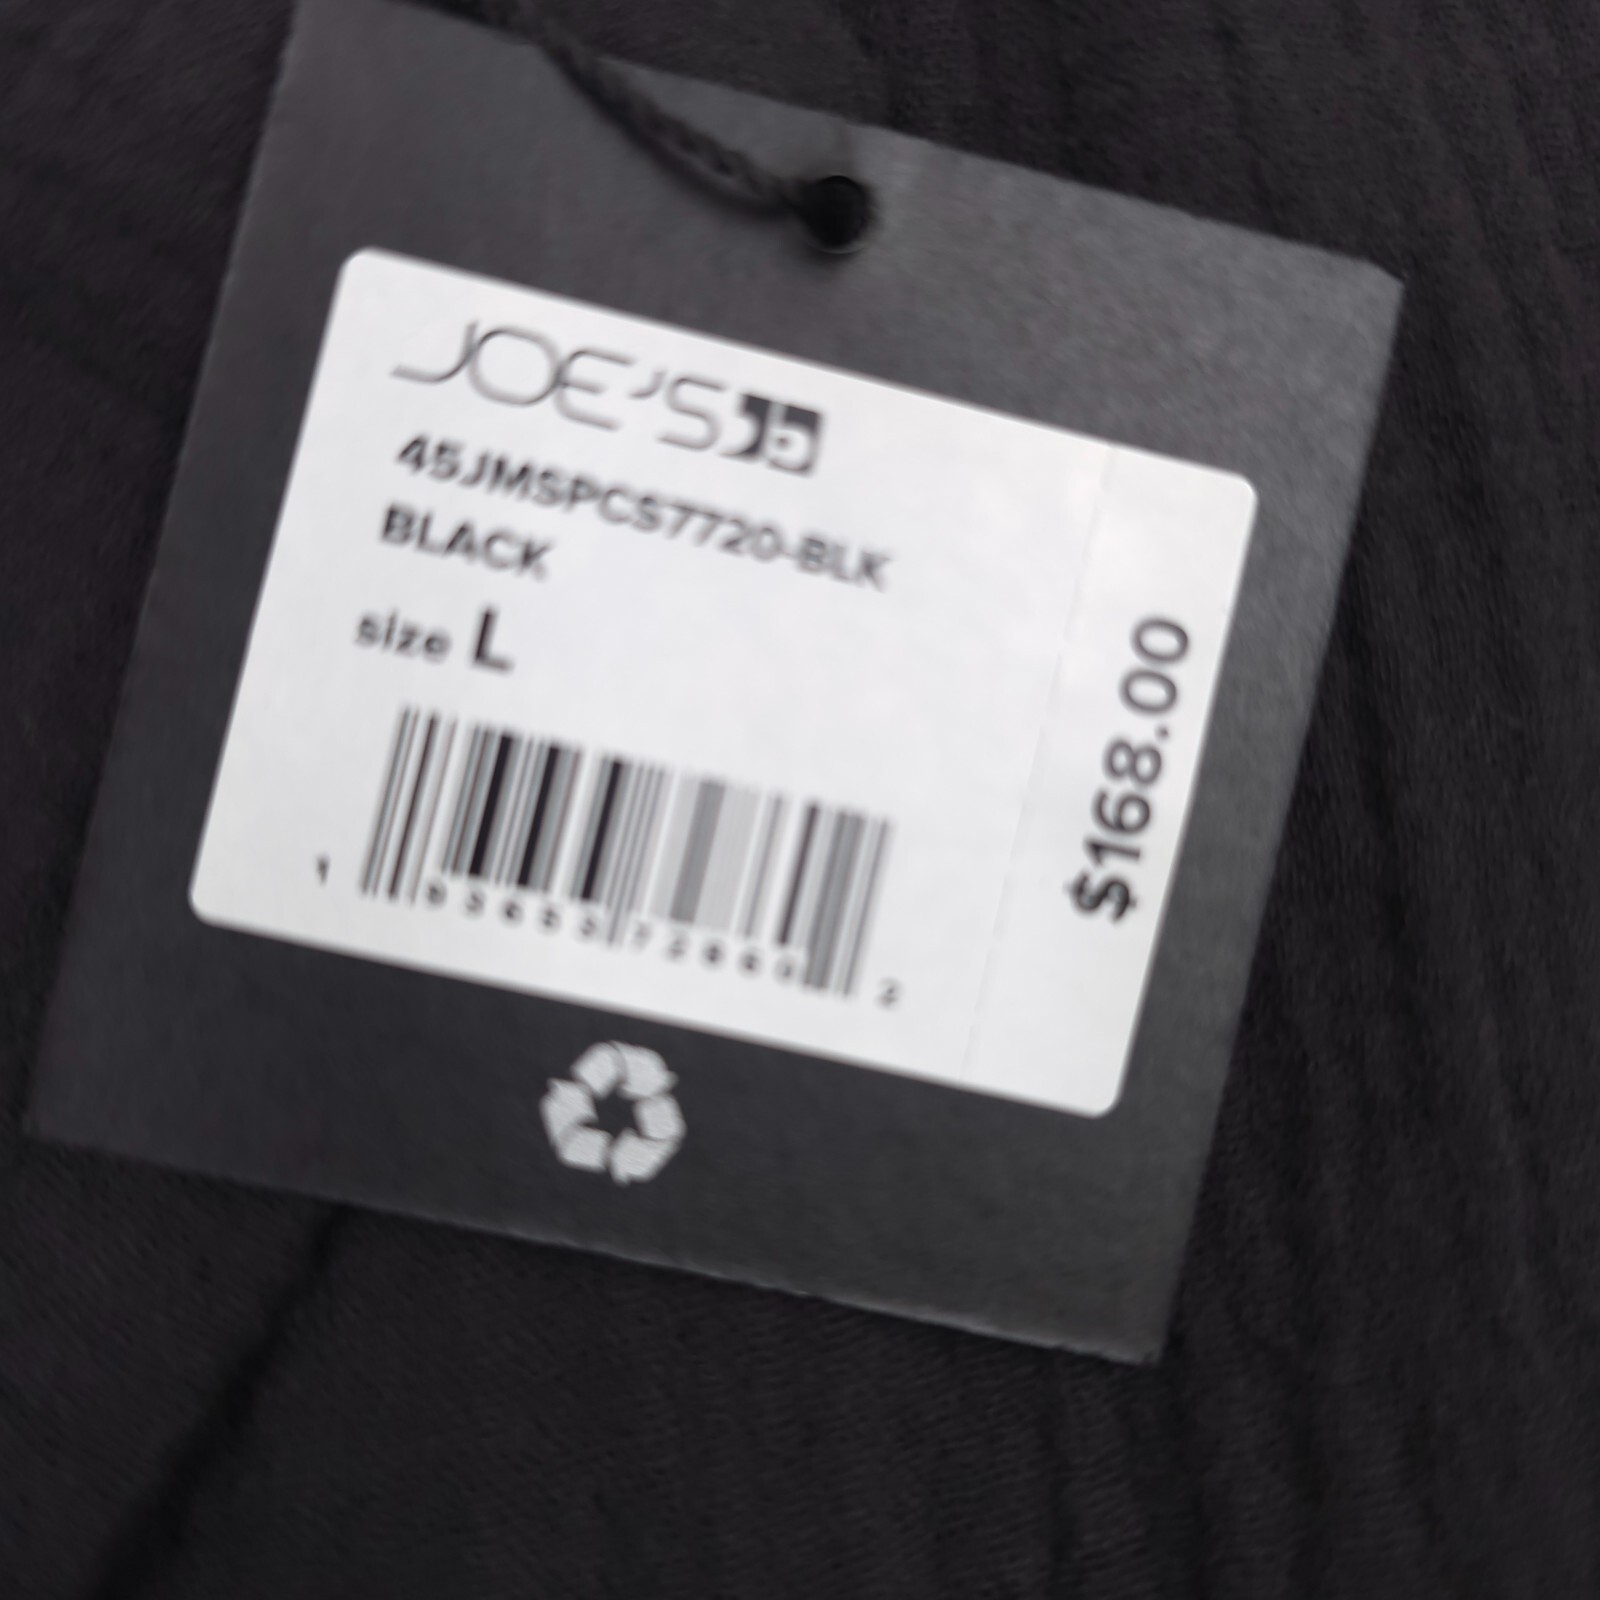 JOE'S
45JMSPCS7720-BLK
BLACK
size L
$168.00